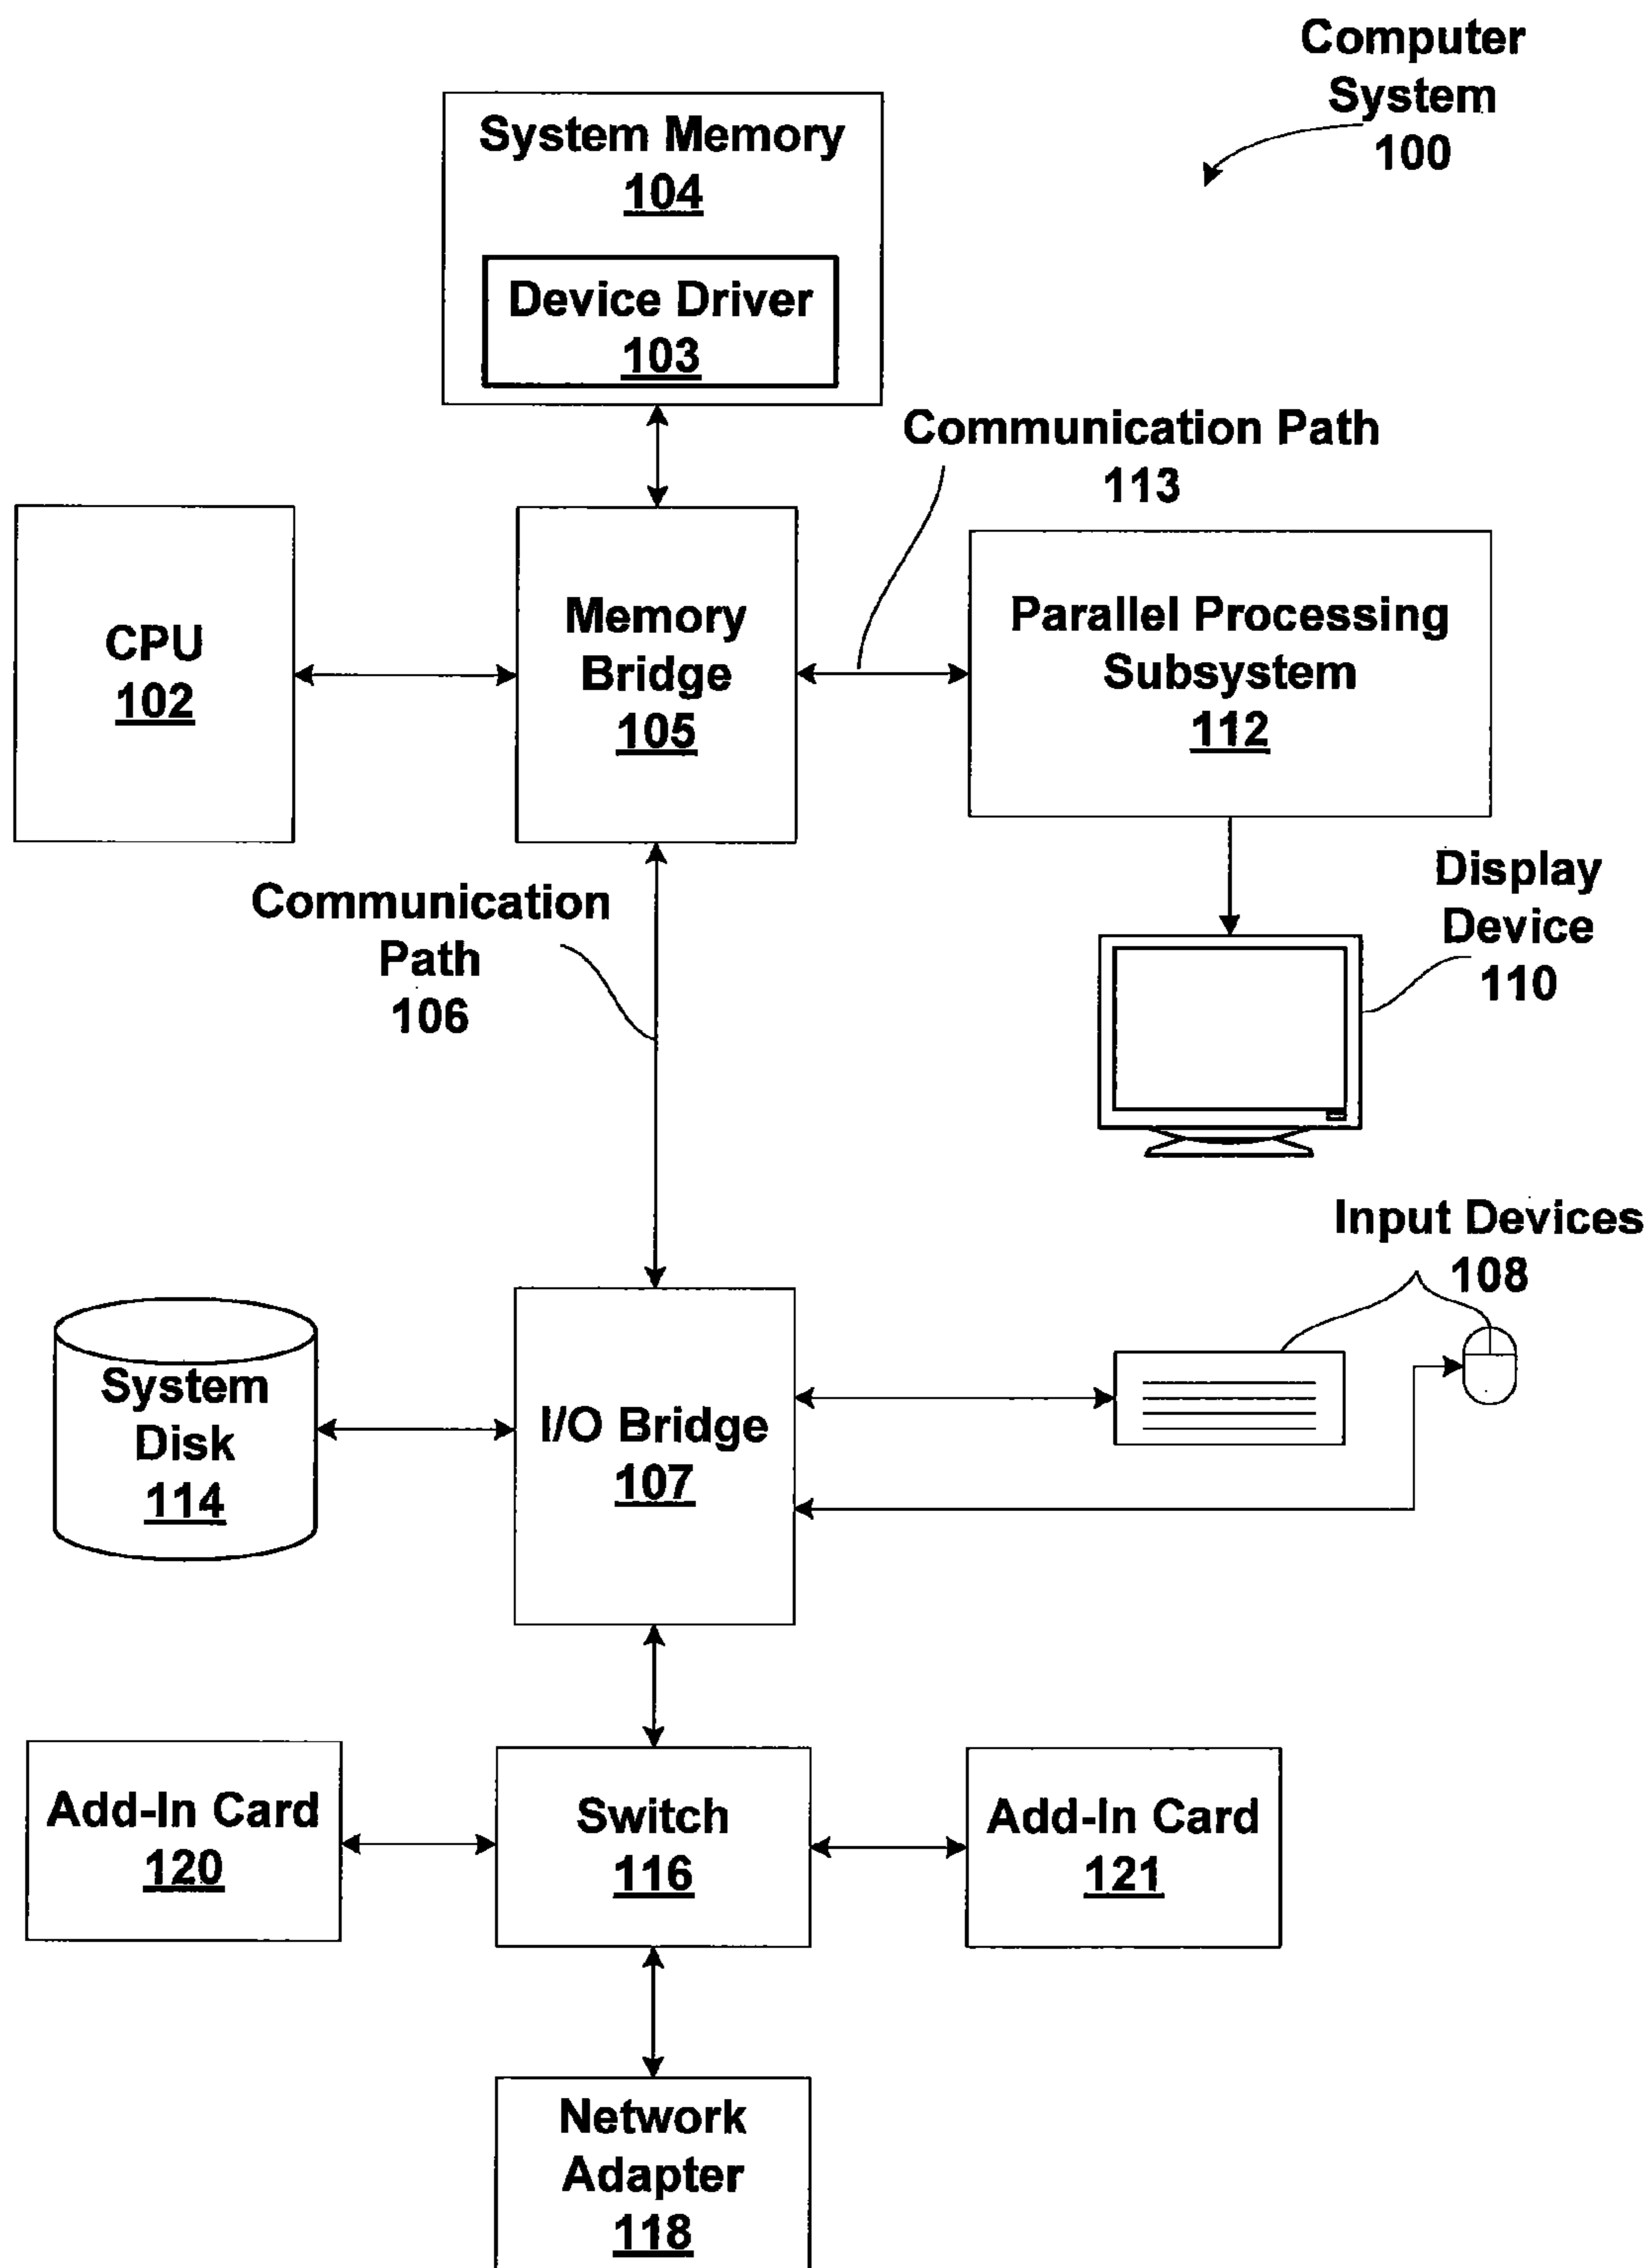 Computer
System
100
System Memory
104
Device Driver
103
Communication Path
113
CPU
102
Memory
Bridge
105
Parallel Processing
Subsystem
112
Communication
Path
106
Display
Device
110
Input Devices
108
System
Disk
114
I/O Bridge
107
Add-In Card
120
Switch
116
Add-In Card
121
Network
Adapter
118